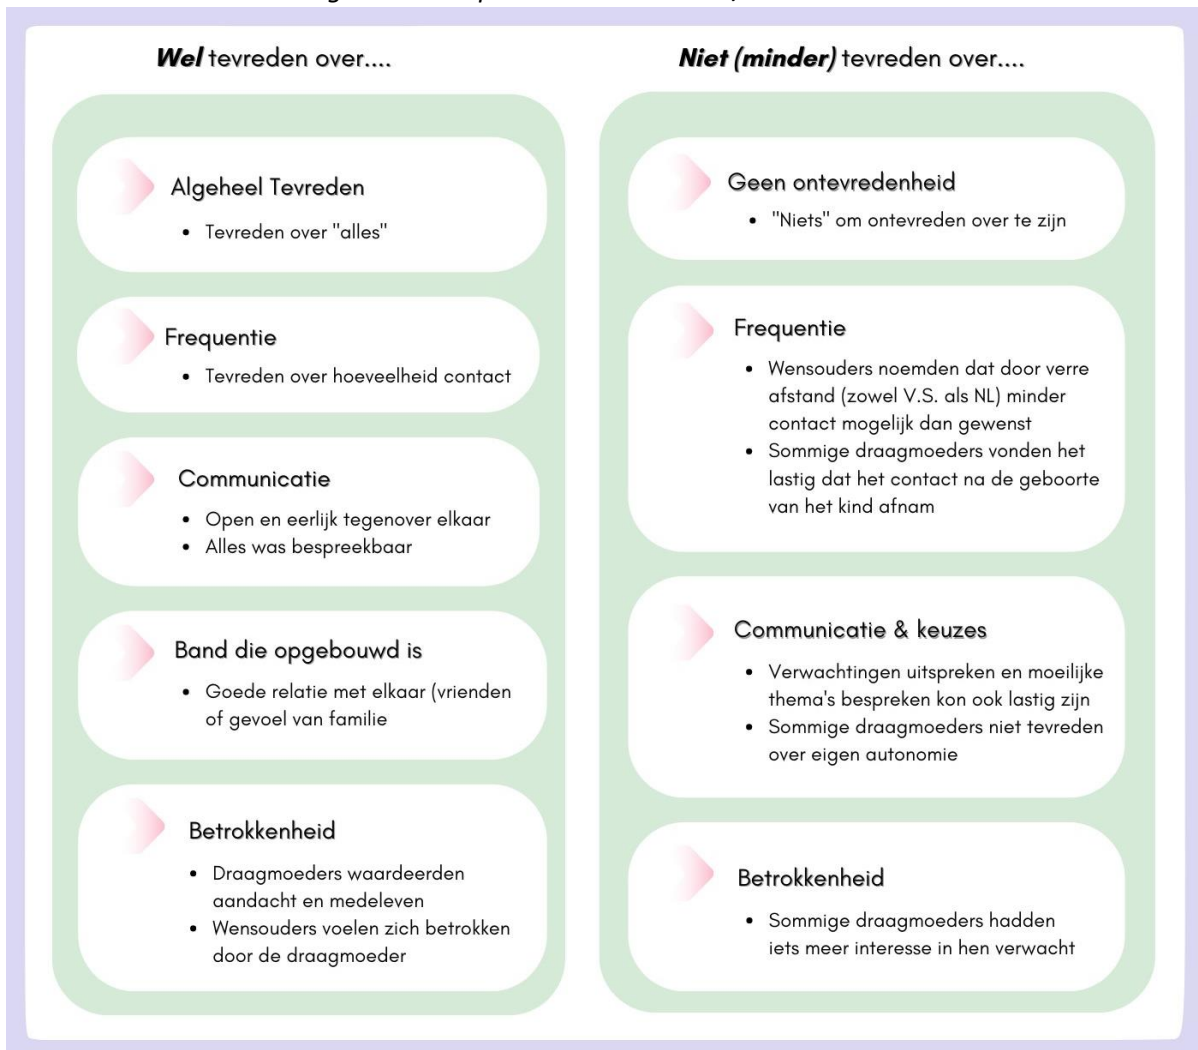 Wel tevreden over....
Algeheel Tevreden
• Tevreden over "alles"
Frequentie
• Tevreden over hoeveelheid contact
Communicatie
• Open en eerlijk tegenover elkaar
• Alles was bespreekbaar
Band die opgebouwd is
• Goede relatie met elkaar (vrienden
of gevoel van familie
Betrokkenheid
• Draagmoeders waardeerden
aandacht en medeleven
• Wensouders voelen zich betrokken
door de draagmoeder
Niet (minder) tevreden over....
Geen ontevredenheid
• "Niets" om ontevreden over te zijn
Frequentie
• Wensouders noemden dat door verre
afstand (zowel V.S. als NL) minder
contact mogelijk dan gewenst
• Sommige draagmoeders vonden het
lastig dat het contact na de geboorte
van het kind afnam
Communicatie & keuzes
• Verwachtingen uitspreken en moeilijke
thema's bespreken kon ook lastig zijn
• Sommige draagmoeders niet tevreden
over eigen autonomie
Betrokkenheid
• Sommige draagmoeders hadden
iets meer interesse in hen verwacht